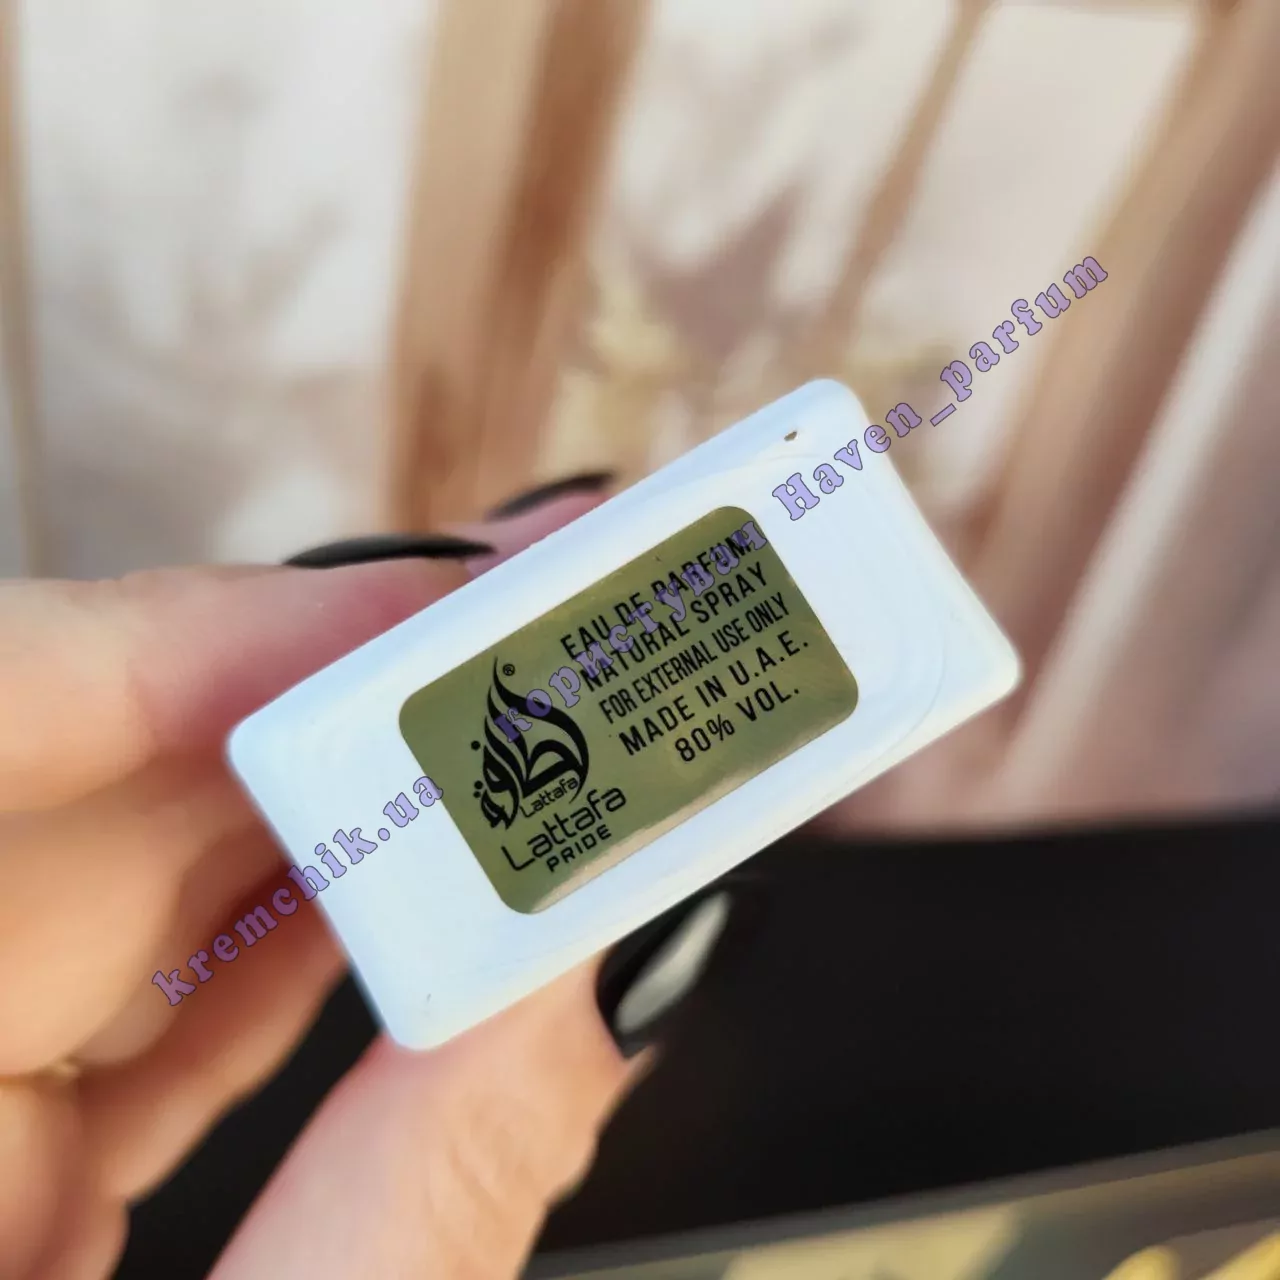 EAU DE PARFUM
NATURAL SPRAY
FOR EXTERNAL USE ONLY
MADE IN U.A.E.
80% VOL.
®
Lattafa
Lattafa
PRIDE
kremchik.ua користувач Haven_parfum